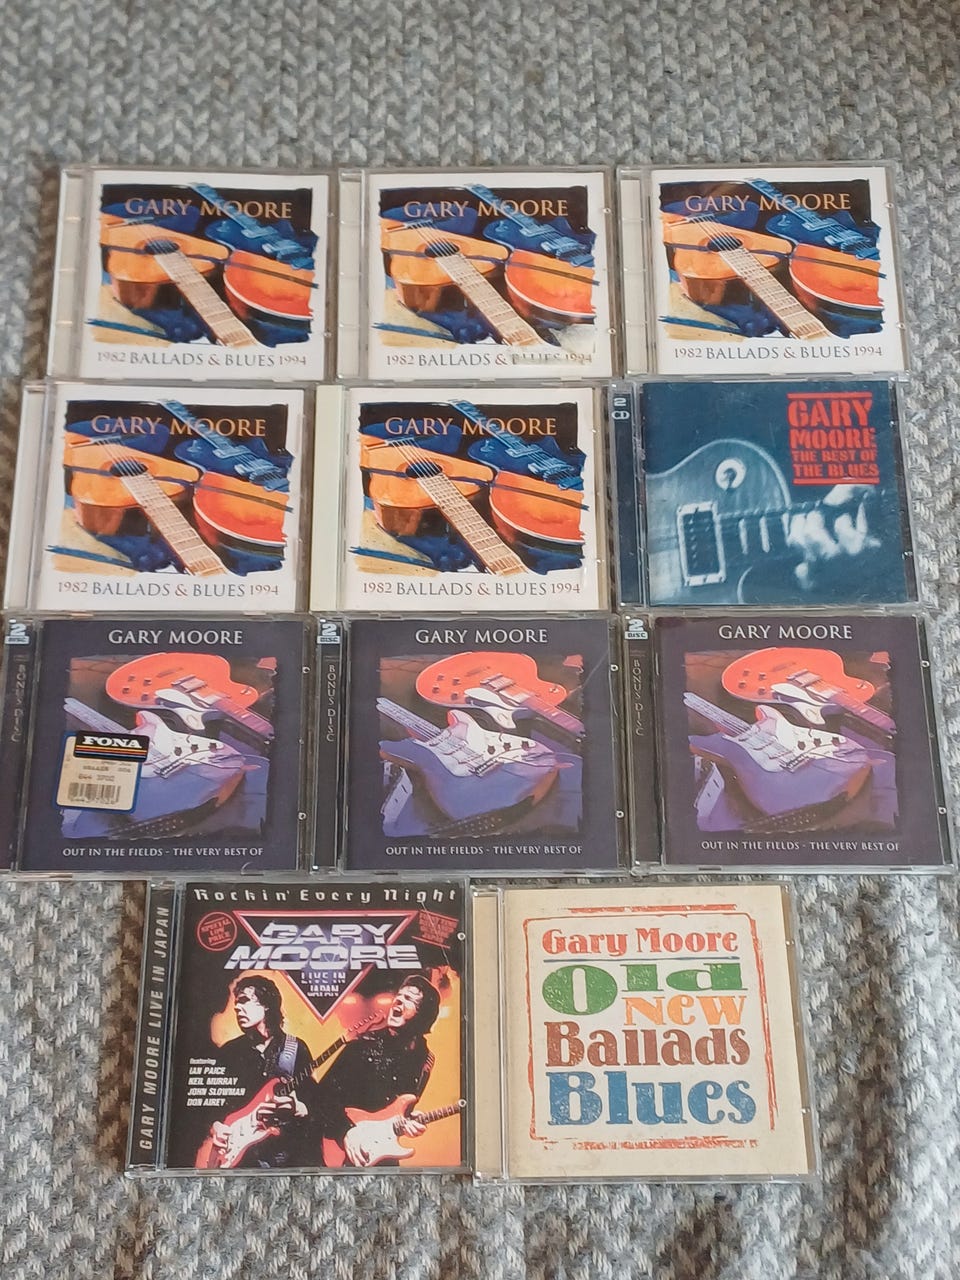 GARY MOORE
1982 BALLADS & BLUES 1994
GARY MOORE
1982 BALLADS & BLUES 1994
GARY MOORE
1982 BALLADS & BLUES 1994
GARY MOORE
1982 BALLADS & BLUES 1994
GARY MOORE
1982 BALLADS & BLUES 1994
2
CD
GARY
MOORE
THE BEST OF
THE BLUES
2
DISC
BONUS DISC
GARY MOORE
FONA
OUT IN THE FIELDS - THE VERY BEST OF
2
DISC
BONUS DISC
GARY MOORE
OUT IN THE FIELDS - THE VERY BEST OF
2
DISC
BONUS DISC
GARY MOORE
OUT IN THE FIELDS - THE VERY BEST OF
GARY MOORE LIVE IN JAPAN
Rockin' Every Night
SPECIAL
LOW
PRICE
GARY
MOORE
LIVE IN
JAPAN
featuring
IAN PAICE
NEIL MURRAY
JOHN SLOWMAN
DON AIREY
Gary Moore
Old
New
Ballads
Blues